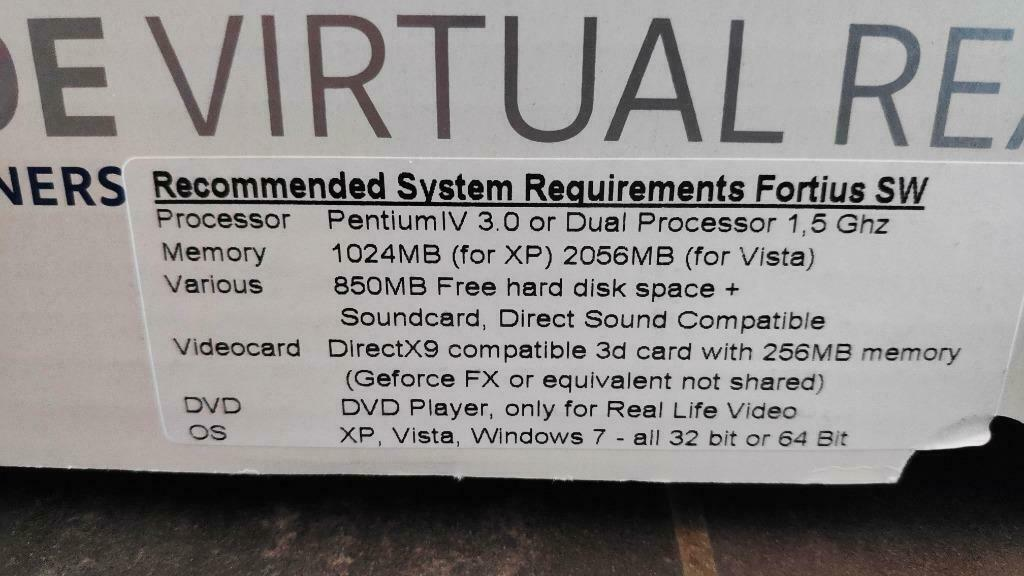 DE VIRTUAL REA
NERS
Recommended System Requirements Fortius SW
Processor PentiumIV 3.0 or Dual Processor 1,5 Ghz
Memory 1024MB (for XP) 2056MB (for Vista)
Various 850MB Free hard disk space +
Soundcard, Direct Sound Compatible
Videocard DirectX9 compatible 3d card with 256MB memory
(Geforce FX or equivalent not shared)
DVD DVD Player, only for Real Life Video
OS XP, Vista, Windows 7 - all 32 bit or 64 Bit